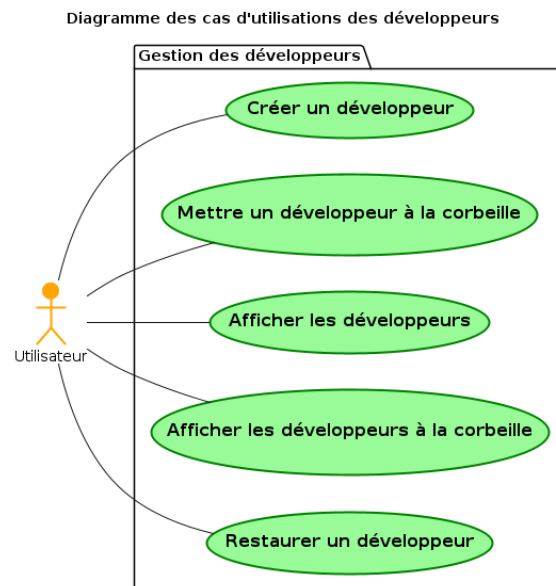 Diagramme des cas d'utilisations des développeurs
Gestion des développeurs
Créer un développeur
Mettre un développeur à la corbeille
Afficher les développeurs
Utilisateur
Afficher les développeurs à la corbeille
Restaurer un développeur